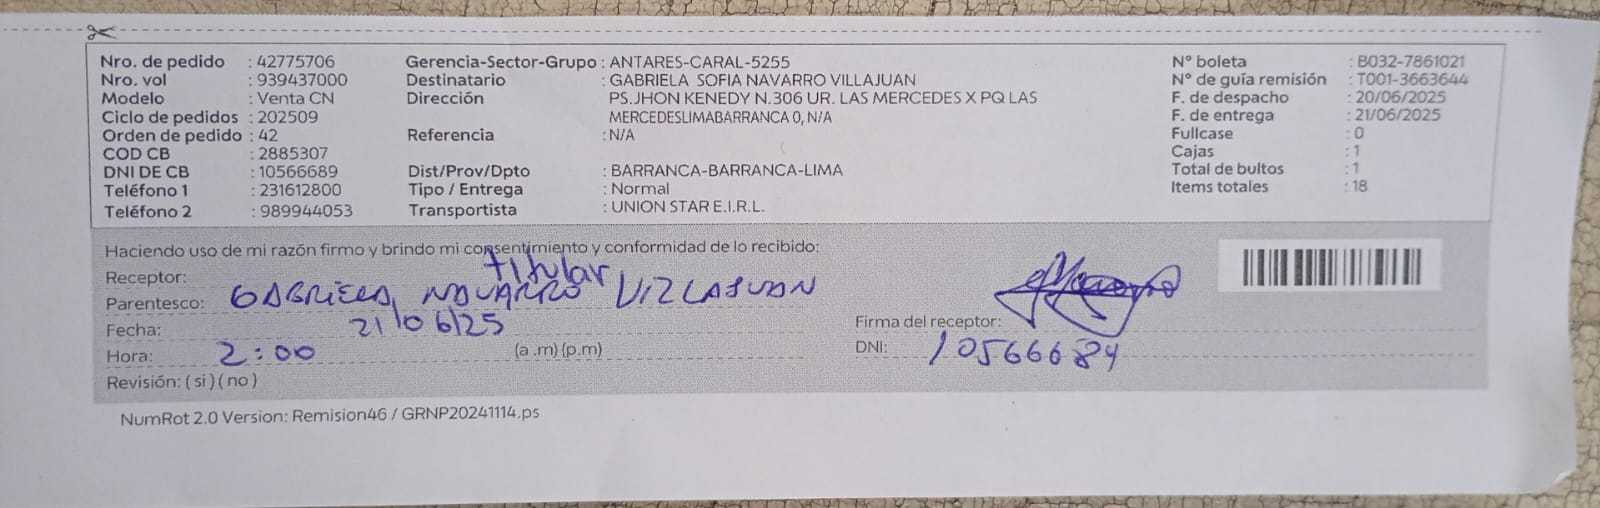 Nro. de pedido : 42775706
Nro. vol : 939437000
Modelo : Venta CN
Ciclo de pedidos : 202509
Orden de pedido : 42
COD CB : 2885307
DNI DE CB : 10566689
Teléfono 1 : 231612800
Teléfono 2 : 989944053
Gerencia-Sector-Grupo : ANTARES-CARAL-5255
Destinatario : GABRIELA SOFIA NAVARRO VILLAJUAN
Dirección PS.JHON KENEDY N.306 UR. LAS MERCEDES X PQ LAS
MERCEDESLIMABARRANCA 0, N/A
Referencia : N/A
Dist/Prov/Dpto : BARRANCA-BARRANCA-LIMA
Tipo / Entrega : Normal
Transportista : UNION STAR E.I.R.L.
N° boleta : B032-7861021
N° de guía remisión : T001-3663644
F. de despacho : 20/06/2025
F. de entrega : 21/06/2025
Fullcase : 0
Cajas : 1
Total de bultos : 1
Items totales : 18
Haciendo uso de mi razón firmo y brindo mi consentimiento y conformidad de lo recibido:
Receptor: titular
Parentesco: GABRIELA NAVARRO VIZLAJUAN
Fecha: 21/06/25
Hora: 2:00 (a .m) (p.m)
Revisión: ( si ) ( no )
Firma del receptor:
DNI: 10566689
NumRot 2.0 Version: Remision46 / GRNP20241114.ps